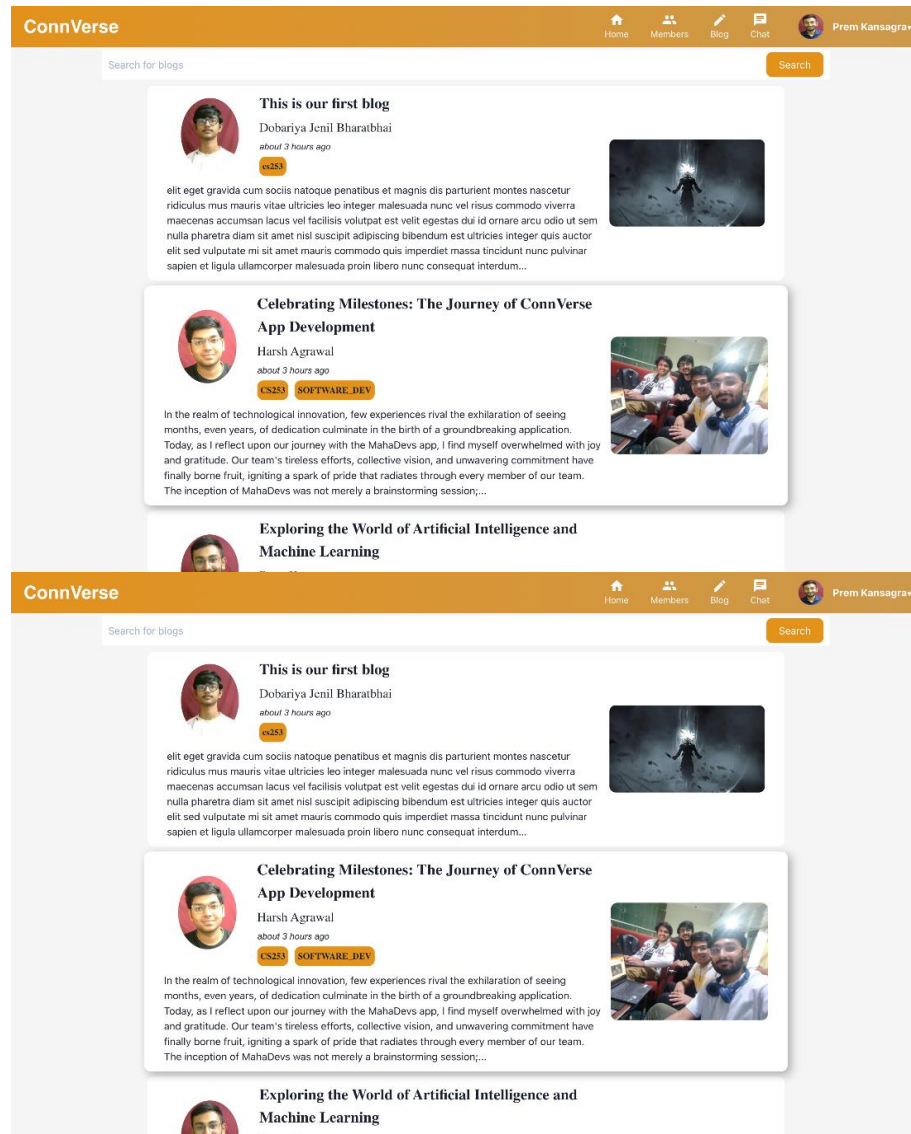 ConnVerse
Home Members Blog Chat Prem Kansagra
Search for blogs Search
This is our first blog
Dobariya Jenil Bharatbhai
about 3 hours ago
cs253
elit eget gravida cum sociis natoque penatibus et magnis dis parturient montes nascetur
ridiculus mus mauris vitae ultricies leo integer malesuada nunc vel risus commodo viverra
maecenas accumsan lacus vel facilisis volutpat est velit egestas dui id ornare arcu odio ut sem
nulla pharetra diam sit amet nisl suscipit adipiscing bibendum est ultricies integer quis auctor
elit sed vulputate mi sit amet mauris commodo quis imperdiet massa tincidunt nunc pulvinar
sapien et ligula ullamcorper malesuada proin libero nunc consequat interdum...
Celebrating Milestones: The Journey of ConnVerse
App Development
Harsh Agrawal
about 3 hours ago
CS253 SOFTWARE_DEV
In the realm of technological innovation, few experiences rival the exhilaration of seeing
months, even years, of dedication culminate in the birth of a groundbreaking application.
Today, as I reflect upon our journey with the MahaDevs app, I find myself overwhelmed with joy
and gratitude. Our team's tireless efforts, collective vision, and unwavering commitment have
finally borne fruit, igniting a spark of pride that radiates through every member of our team.
The inception of MahaDevs was not merely a brainstorming session;...
Exploring the World of Artificial Intelligence and
Machine Learning
ConnVerse
Home Members Blog Chat Prem Kansagra
Search for blogs Search
This is our first blog
Dobariya Jenil Bharatbhai
about 3 hours ago
cs253
elit eget gravida cum sociis natoque penatibus et magnis dis parturient montes nascetur
ridiculus mus mauris vitae ultricies leo integer malesuada nunc vel risus commodo viverra
maecenas accumsan lacus vel facilisis volutpat est velit egestas dui id ornare arcu odio ut sem
nulla pharetra diam sit amet nisl suscipit adipiscing bibendum est ultricies integer quis auctor
elit sed vulputate mi sit amet mauris commodo quis imperdiet massa tincidunt nunc pulvinar
sapien et ligula ullamcorper malesuada proin libero nunc consequat interdum...
Celebrating Milestones: The Journey of ConnVerse
App Development
Harsh Agrawal
about 3 hours ago
CS253 SOFTWARE_DEV
In the realm of technological innovation, few experiences rival the exhilaration of seeing
months, even years, of dedication culminate in the birth of a groundbreaking application.
Today, as I reflect upon our journey with the MahaDevs app, I find myself overwhelmed with joy
and gratitude. Our team's tireless efforts, collective vision, and unwavering commitment have
finally borne fruit, igniting a spark of pride that radiates through every member of our team.
The inception of MahaDevs was not merely a brainstorming session;...
Exploring the World of Artificial Intelligence and
Machine Learning